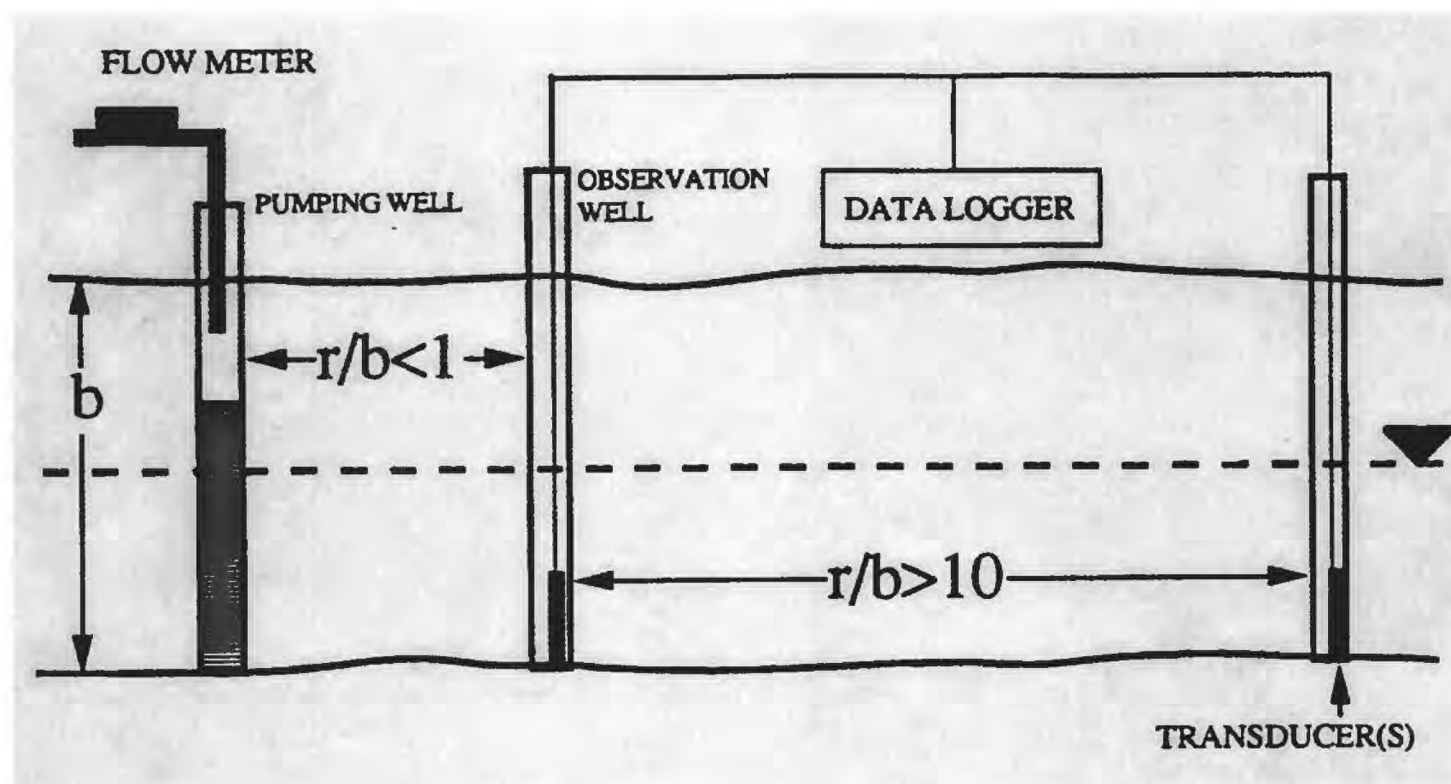 FLOW METER
PUMPING WELL
OBSERVATION
WELL
DATA LOGGER
r/b<1
b
r/b>10
TRANSDUCER(S)